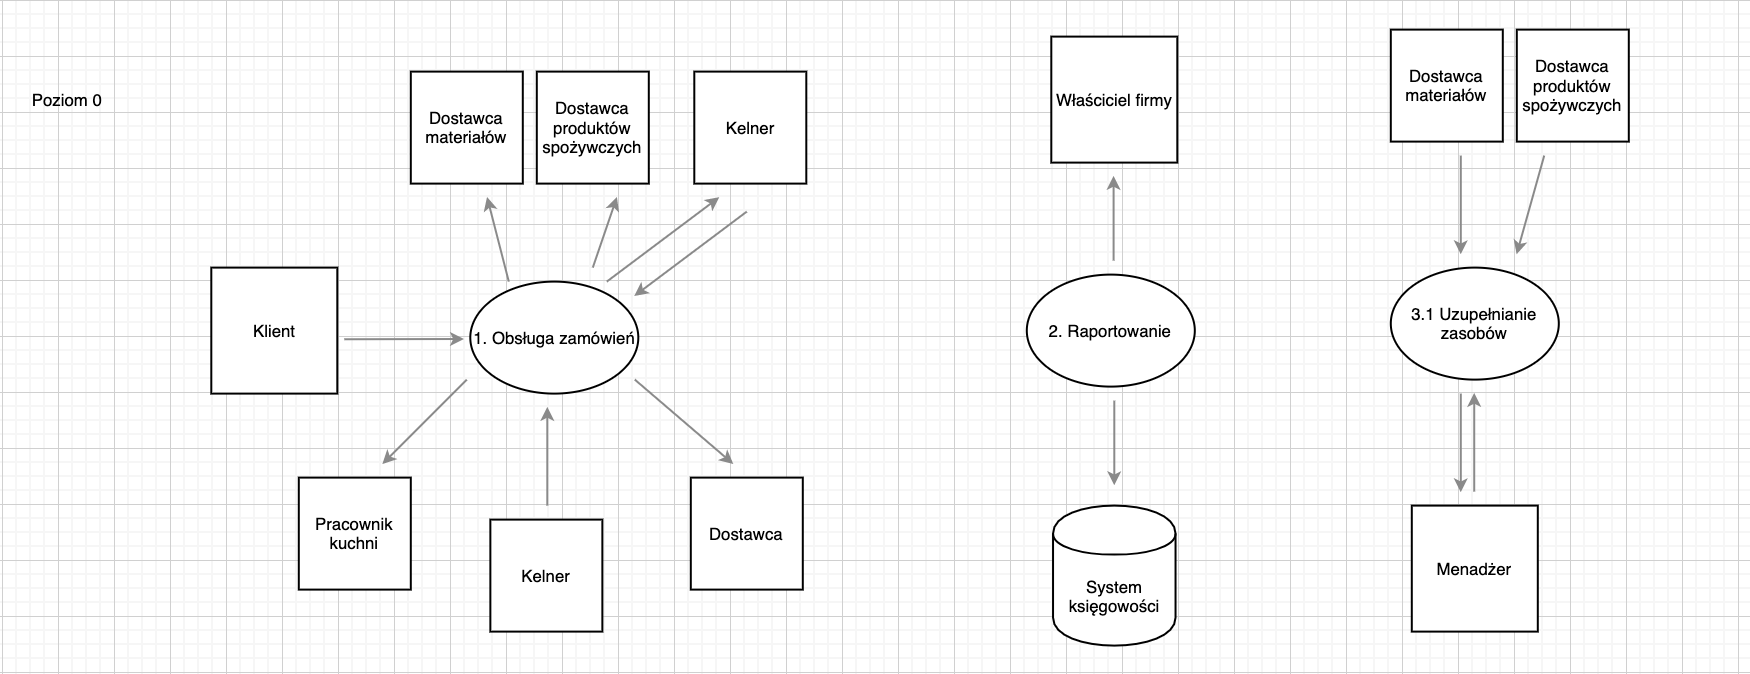 Poziom 0
Dostawca
materiałów
Dostawca
produktów
spożywczych
Kelner
Klient
1. Obsługa zamówień
Pracownik
kuchni
Kelner
Dostawca
Właściciel firmy
2. Raportowanie
System
księgowości
Dostawca
materiałów
Dostawca
produktów
spożywczych
3.1 Uzupełnianie
zasobów
Menadżer